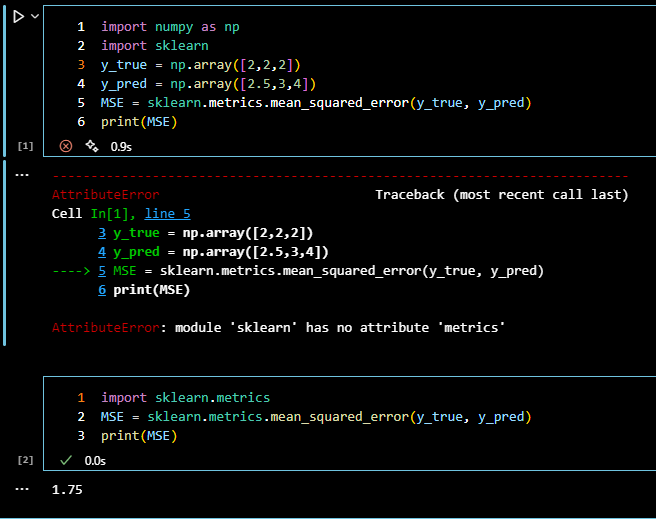 1 import numpy as np
2 import sklearn
3 y_true = np.array([2,2,2])
4 y_pred = np.array([2.5,3,4])
5 MSE = sklearn.metrics.mean_squared_error(y_true, y_pred)
6 print(MSE)
[1] 0.9s
... ---------------------------------------------------------------------------
AttributeError Traceback (most recent call last)
Cell In[1], line 5
3 y_true = np.array([2,2,2])
4 y_pred = np.array([2.5,3,4])
----> 5 MSE = sklearn.metrics.mean_squared_error(y_true, y_pred)
6 print(MSE)
AttributeError: module 'sklearn' has no attribute 'metrics'
1 import sklearn.metrics
2 MSE = sklearn.metrics.mean_squared_error(y_true, y_pred)
3 print(MSE)
[2] 0.0s
... 1.75